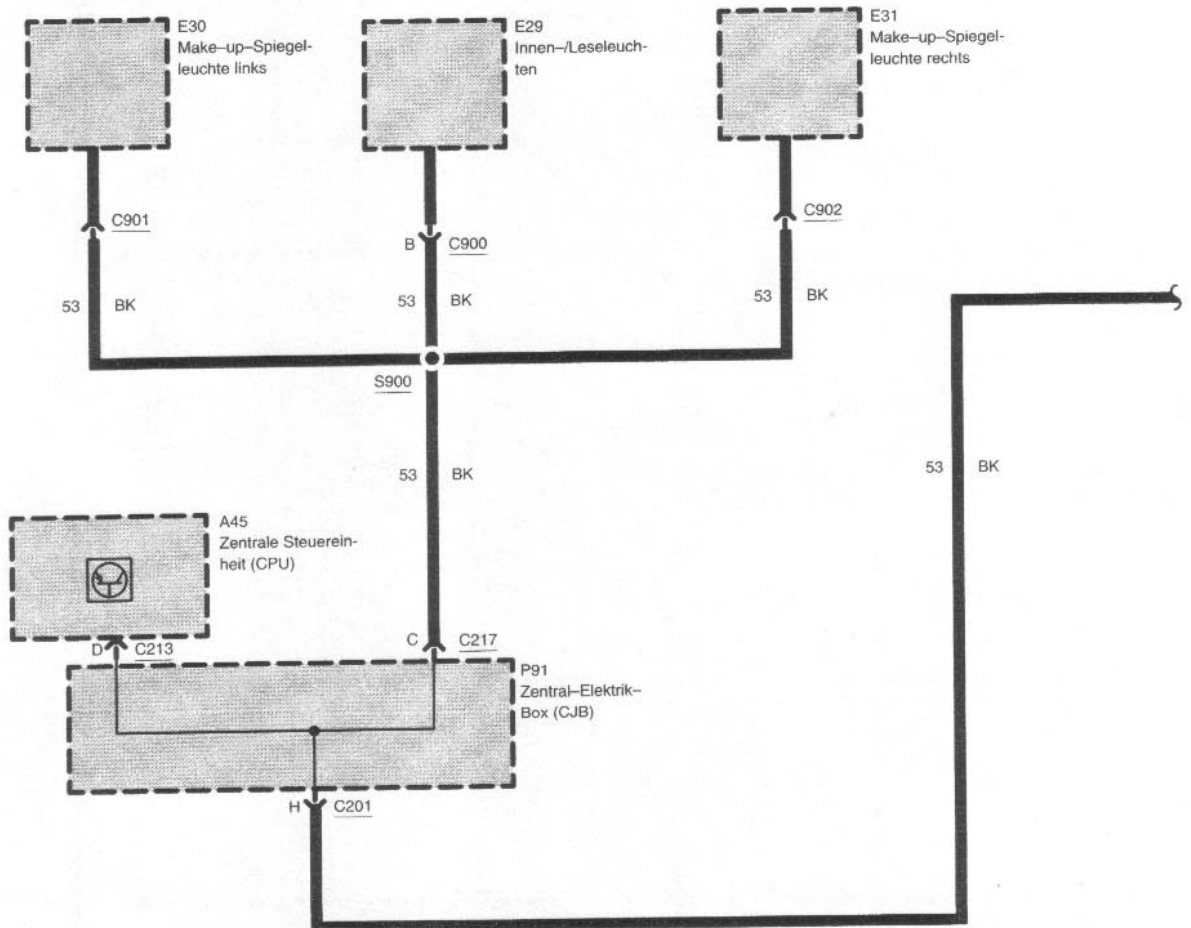 E30
Make–up–Spiegel-
leuchte links
E29
Innen–/Leseleuch-
ten
E31
Make–up–Spiegel-
leuchte rechts
C901
B C900
C902
53 BK
53 BK
53 BK
S900
53 BK
53 BK
A45
Zentrale Steuerein-
heit (CPU)
D C213
C C217
P91
Zentral–Elektrik–
Box (CJB)
H C201